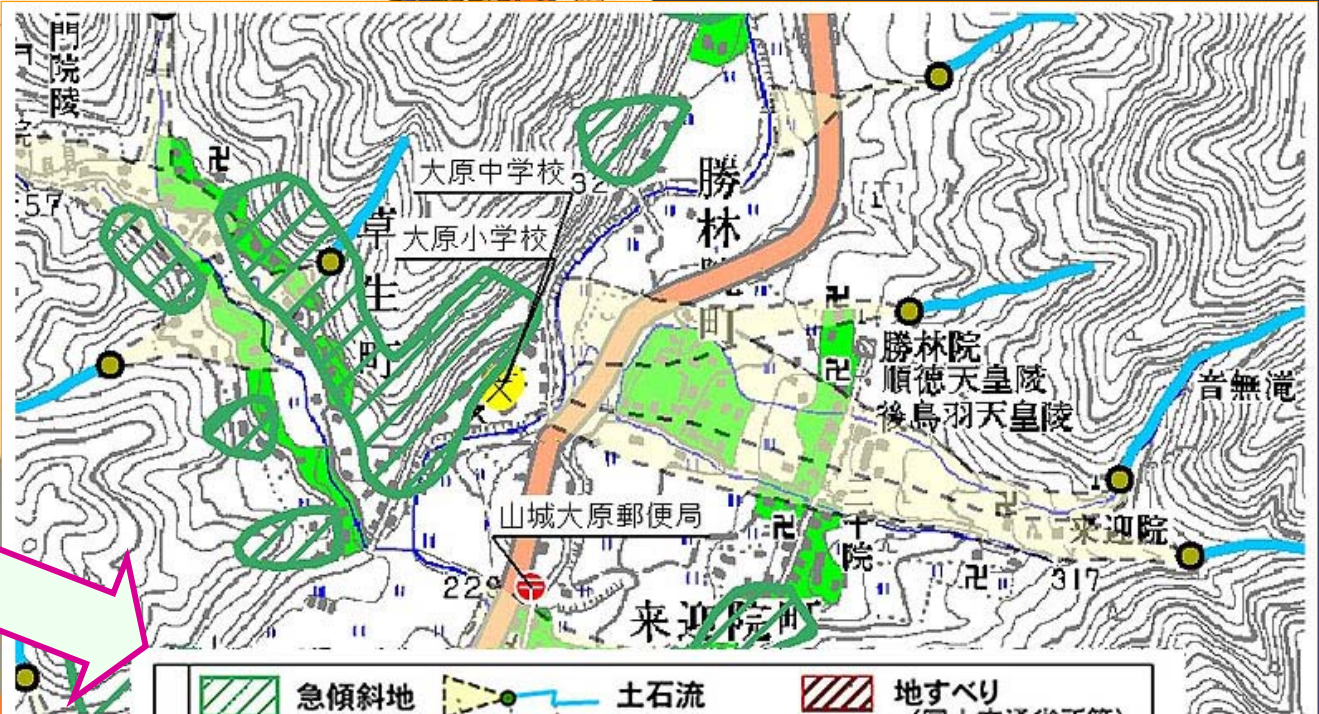 門院陵
院
57
大原中学校
32
大原小学校
草生町
勝林
町
1
勝林院
順徳天皇陵
後鳥羽天皇陵
音無滝
山城大原郵便局
229
院
来迎院
317
来迎院町
急傾斜地
土石流
地すべり